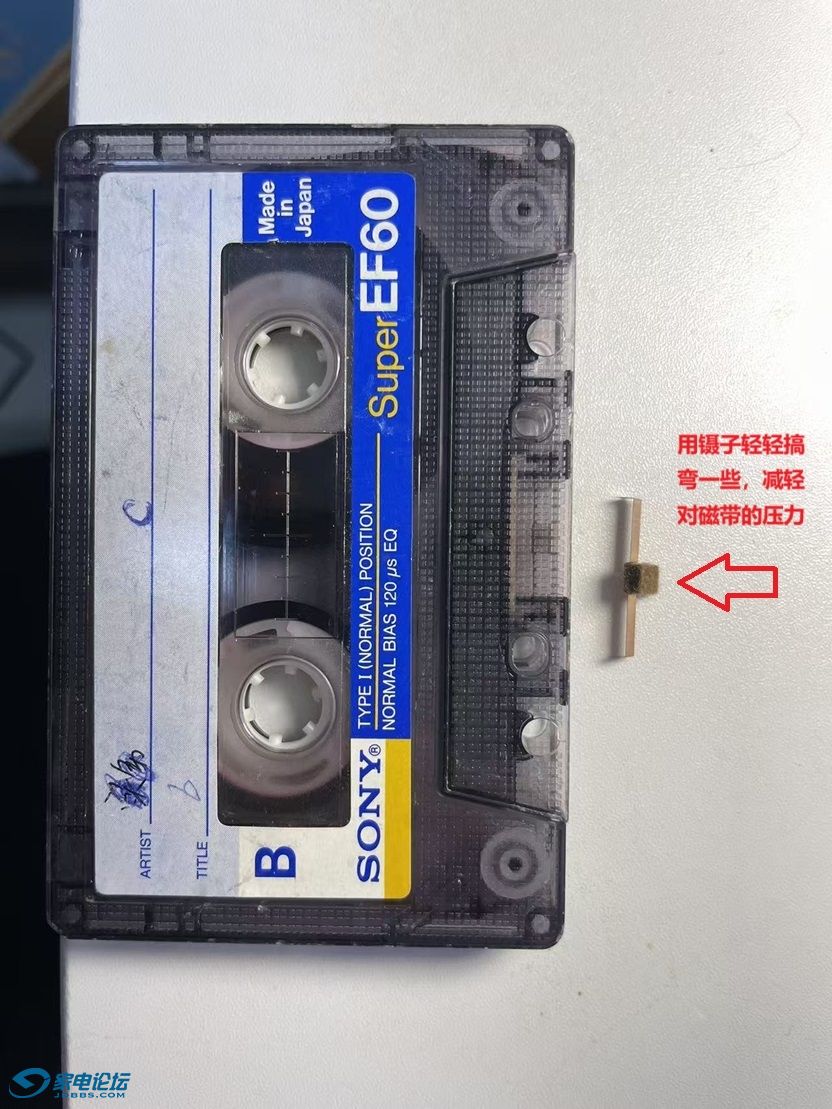 Made
in
Japan
Super EF60
TYPE I (NORMAL) POSITION
NORMAL BIAS 120 µs EQ
SONY®
B
ARTIST
TITLE
C
b
用镊子轻轻搞
弯一些，减轻
对磁带的压力
家电论坛
JDBBS.COM